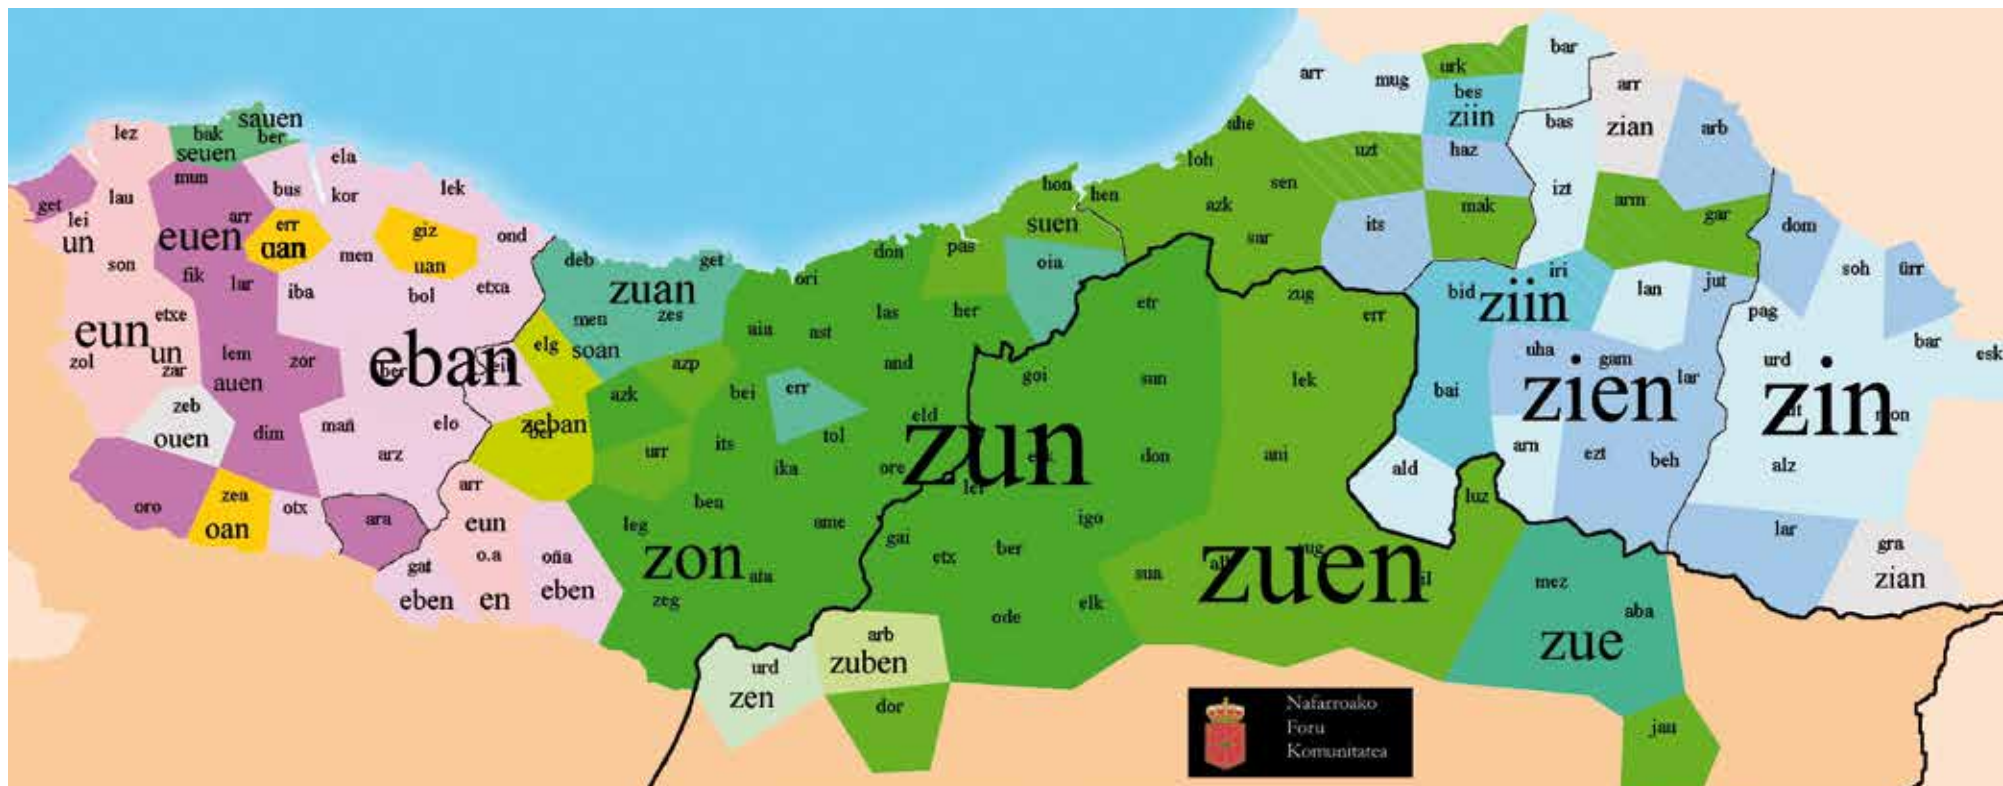 bar
arr
mug
urk
bes
ziin
arr
zian
arb
bas
haz
lez
bak
sauen
ber
seuen
ahe
uzt
loh
sen
ela
mun
bus
kor
lek
get
lau
lei
un
arr
euen
err
uan
giz
uan
men
ond
son
fik
lar
iba
bol
etxa
hon
hen
suen
azk
sar
its
mak
izt
arm
gar
dom
deb
get
zuan
men
zes
soan
ori
don
pas
oia
las
her
aia
ast
etr
zug
err
bid
ziin
iri
lan
jut
pag
soh
ürr
bar
esk
etxe
eun
un
zol
zar
lem
auen
zor
eban
elg
azp
and
goi
sun
lek
bai
uha
gam
zien
lar
urd
zin
zeb
ouen
dim
mañ
elo
arz
zeban
azk
bei
err
eld
zun
urr
its
tol
ika
ore
don
ani
ald
arn
ezt
beh
alz
oro
zea
oan
otx
ara
arr
eun
o.a
en
gat
eben
oña
eben
leg
ben
ame
zon
ata
zeg
gai
etx
ber
igo
sua
zuen
luz
lar
gra
zian
ode
elk
mez
aba
zue
urd
zen
arb
zuben
dor
jau
Nafarroako
Foru
Komunitatea